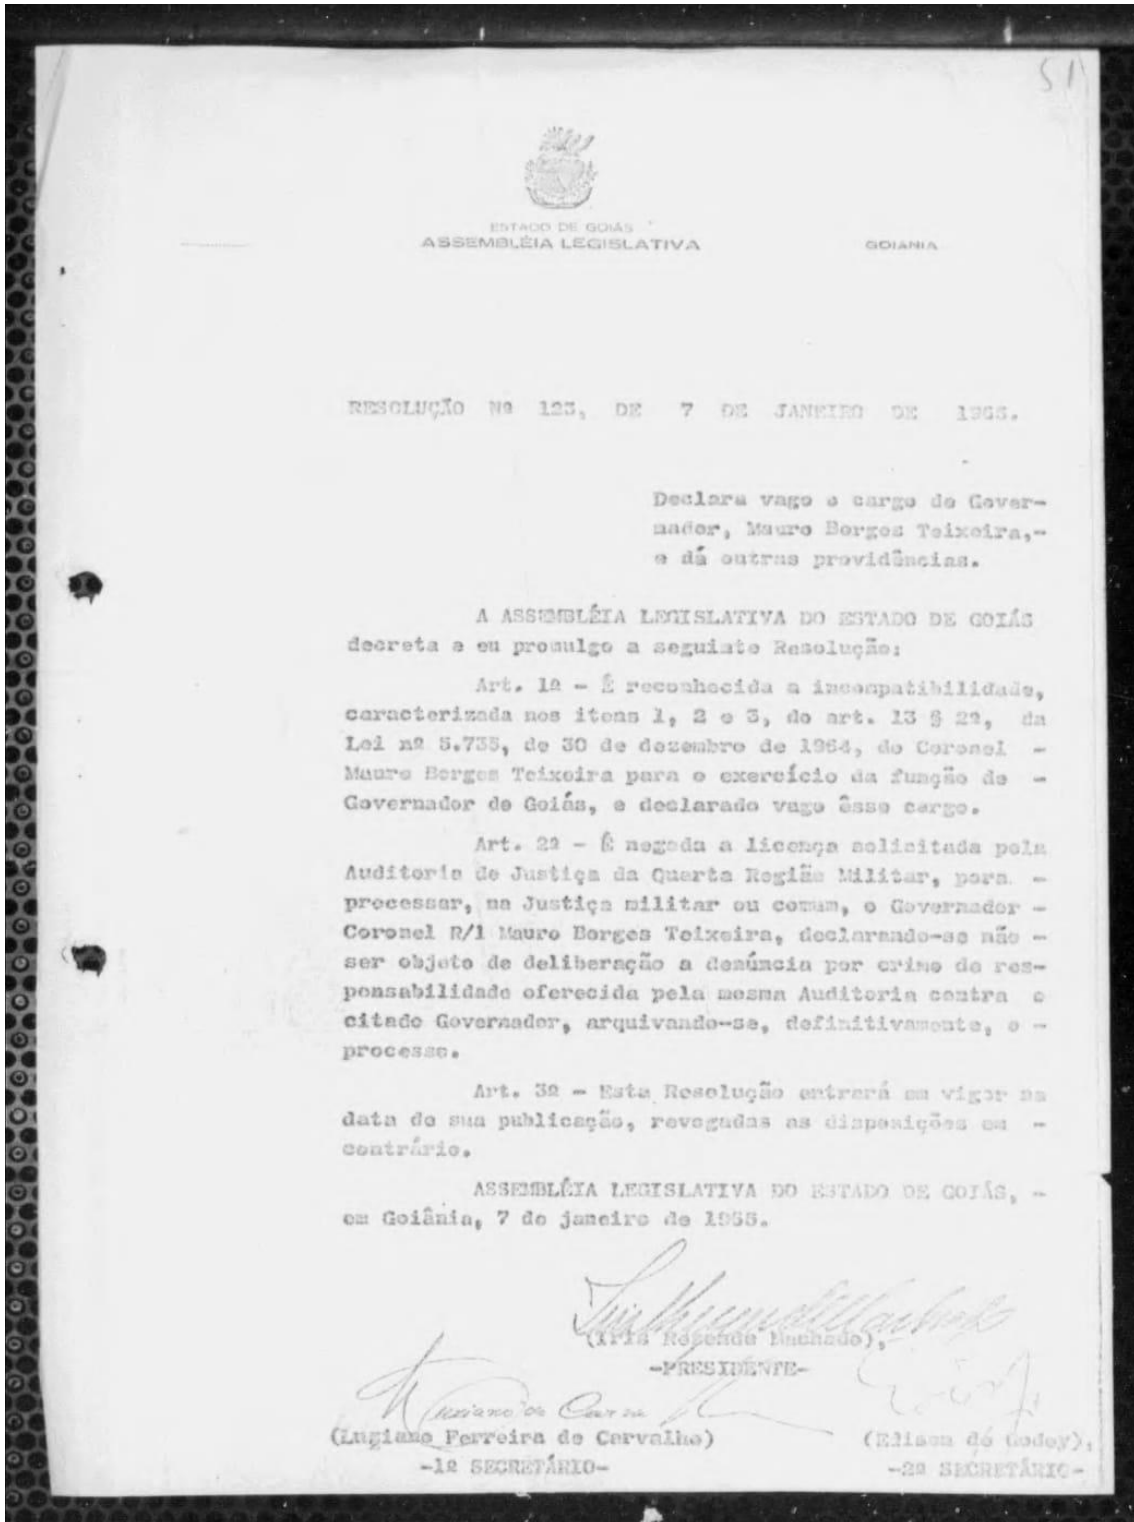 51
ESTADO DE GOIÁS
ASSEMBLÉIA LEGISLATIVA
GOIANIA
RESOLUÇÃO Nº 123, DE 7 DE JANEIRO DE 1965.
Declara vago o cargo de Gover-
nador, Mauro Borges Teixeira,-
e dá outras providências.
A ASSEMBLÉIA LEGISLATIVA DO ESTADO DE GOIÁS
decreta e eu promulgo a seguinte Resolução:
Art. 1º - É reconhecida a incompatibilidade,
caracterizada nos itens 1, 2 e 3, do art. 13 § 2º, da
Lei nº 5.735, de 30 de dezembro de 1964, do Coronel -
Mauro Borges Teixeira para o exercício da função de -
Governador de Goiás, e declarado vago êsse cargo.
Art. 2º - É negada a licença solicitada pela
Auditoria de Justiça da Quarta Região Militar, para -
processar, na Justiça militar ou comum, o Governador -
Coronel R/1 Mauro Borges Teixeira, declarando-se não -
ser objeto de deliberação a denúncia por crime de res-
ponsabilidade oferecida pela mesma Auditoria contra o
citado Governador, arquivando-se, definitivamente, o -
processo.
Art. 3º - Esta Resolução entrará em vigor na
data de sua publicação, revogadas as disposições em -
contrário.
ASSEMBLÉIA LEGISLATIVA DO ESTADO DE GOIÁS, -
em Goiânia, 7 de janeiro de 1965.
(Iris Rezende Machado),
-PRESIDENTE-
(Luziano Ferreira de Carvalho)
-1º SECRETÁRIO-
(Edison de Godoy),
-2º SECRETÁRIO-